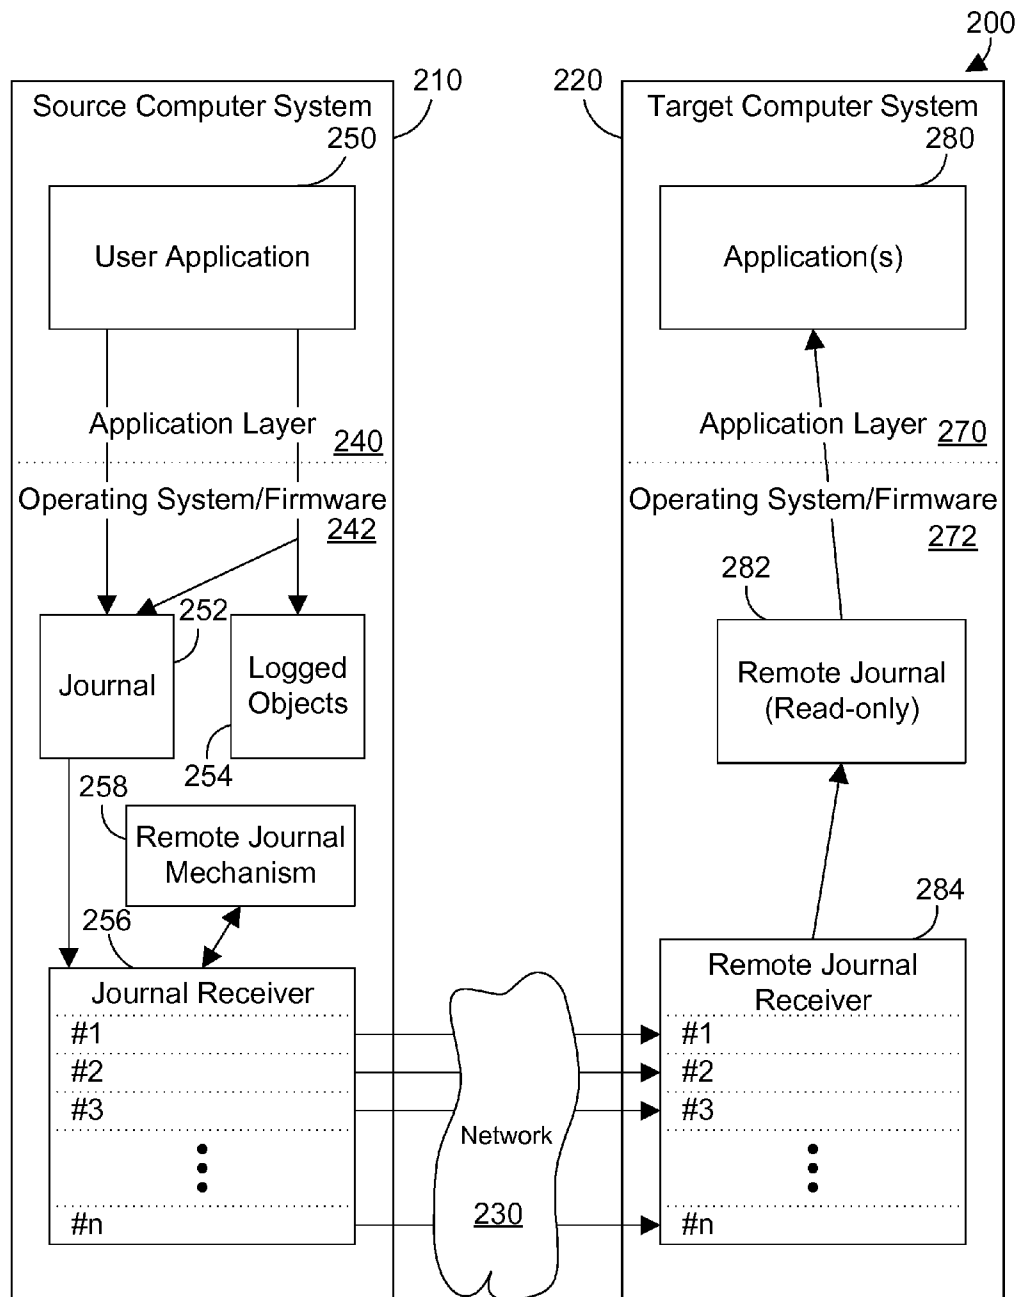 200
210
220
Source Computer System
250
User Application
Application Layer
240
Operating System/Firmware
242
252
Journal
Logged
Objects
254
258
Remote Journal
Mechanism
256
Journal Receiver
#1
#2
#3
#n
Network
230
Target Computer System
280
Application(s)
Application Layer
270
Operating System/Firmware
272
282
Remote Journal
(Read-only)
284
Remote Journal
Receiver
#1
#2
#3
#n